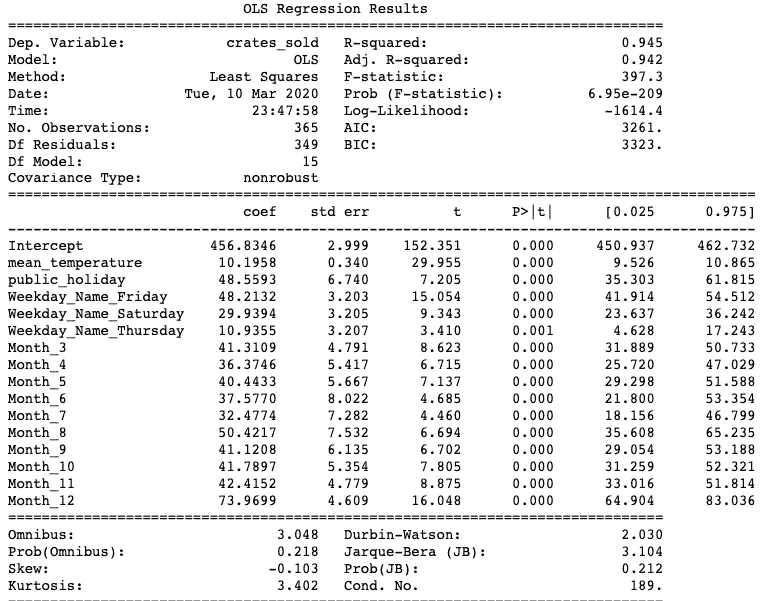 OLS Regression Results
==============================================================================
Dep. Variable: crates_sold R-squared: 0.945
Model: OLS Adj. R-squared: 0.942
Method: Least Squares F-statistic: 397.3
Date: Tue, 10 Mar 2020 Prob (F-statistic): 6.95e-209
Time: 23:47:58 Log-Likelihood: -1614.4
No. Observations: 365 AIC: 3261.
Df Residuals: 349 BIC: 3323.
Df Model: 15
Covariance Type: nonrobust
==============================================================================
coef std err t P>|t| [0.025 0.975]
------------------------------------------------------------------------------
Intercept 456.8346 2.999 152.351 0.000 450.937 462.732
mean_temperature 10.1958 0.340 29.955 0.000 9.526 10.865
public_holiday 48.5593 6.740 7.205 0.000 35.303 61.815
Weekday_Name_Friday 48.2132 3.203 15.054 0.000 41.914 54.512
Weekday_Name_Saturday 29.9394 3.205 9.343 0.000 23.637 36.242
Weekday_Name_Thursday 10.9355 3.207 3.410 0.001 4.628 17.243
Month_3 41.3109 4.791 8.623 0.000 31.889 50.733
Month_4 36.3746 5.417 6.715 0.000 25.720 47.029
Month_5 40.4433 5.667 7.137 0.000 29.298 51.588
Month_6 37.5770 8.022 4.685 0.000 21.800 53.354
Month_7 32.4774 7.282 4.460 0.000 18.156 46.799
Month_8 50.4217 7.532 6.694 0.000 35.608 65.235
Month_9 41.1208 6.135 6.702 0.000 29.054 53.188
Month_10 41.7897 5.354 7.805 0.000 31.259 52.321
Month_11 42.4152 4.779 8.875 0.000 33.016 51.814
Month_12 73.9699 4.609 16.048 0.000 64.904 83.036
==============================================================================
Omnibus: 3.048 Durbin-Watson: 2.030
Prob(Omnibus): 0.218 Jarque-Bera (JB): 3.104
Skew: -0.103 Prob(JB): 0.212
Kurtosis: 3.402 Cond. No. 189.
==============================================================================